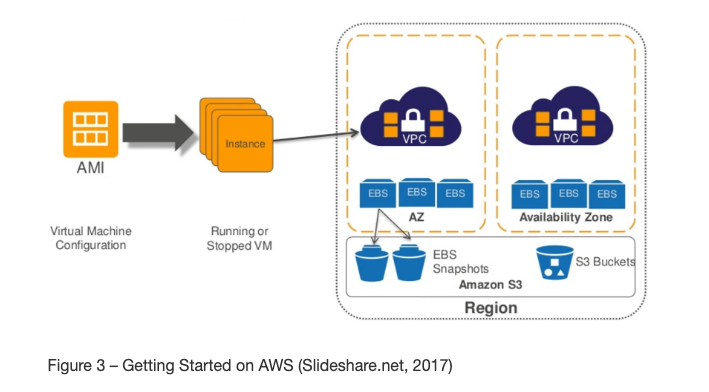 AMI
Virtual Machine
Configuration
Instance
Running or
Stopped VM
VPC
EBS
EBS
EBS
AZ
VPC
EBS
EBS
EBS
Availability Zone
EBS
Snapshots
S3 Buckets
Amazon S3
Region
Figure 3 – Getting Started on AWS (Slideshare.net, 2017)